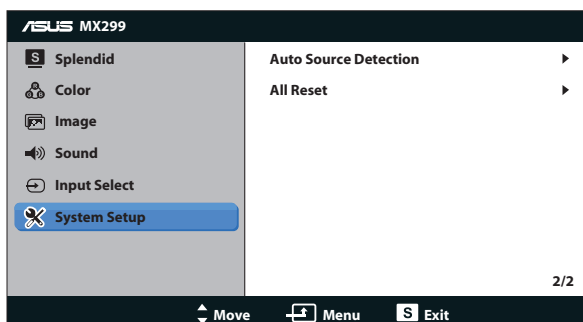 ASUS MX299
S Splendid
Color
Image
Sound
Input Select
System Setup
Auto Source Detection
All Reset
2/2
Move Menu S Exit